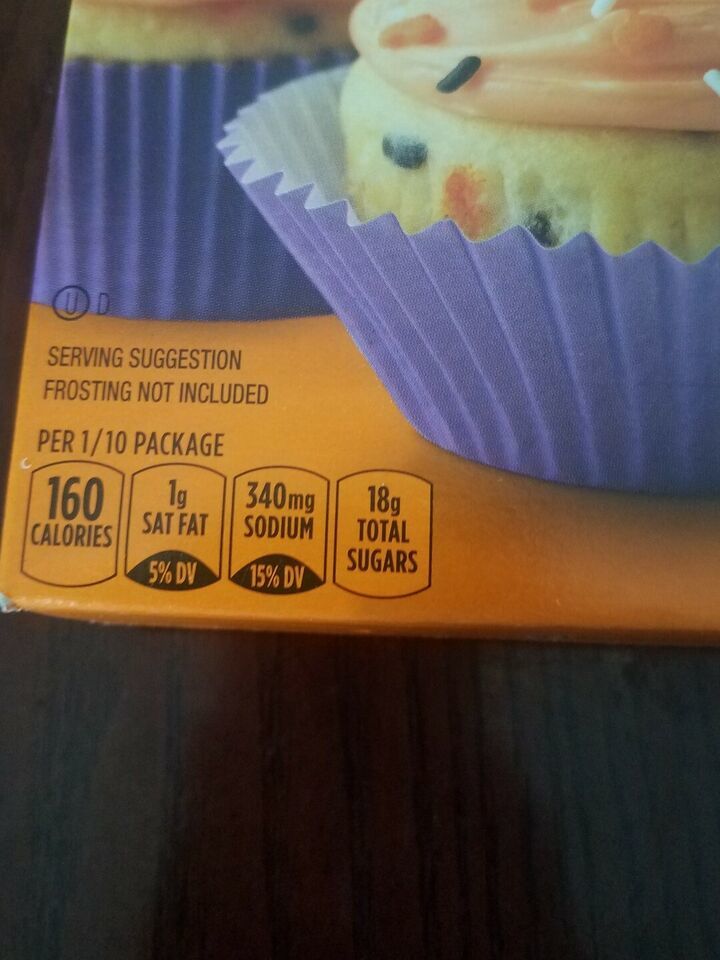 Ⓤ D
SERVING SUGGESTION
FROSTING NOT INCLUDED
PER 1/10 PACKAGE
160
CALORIES
1g
SAT FAT
5% DV
340mg
SODIUM
15% DV
18g
TOTAL
SUGARS